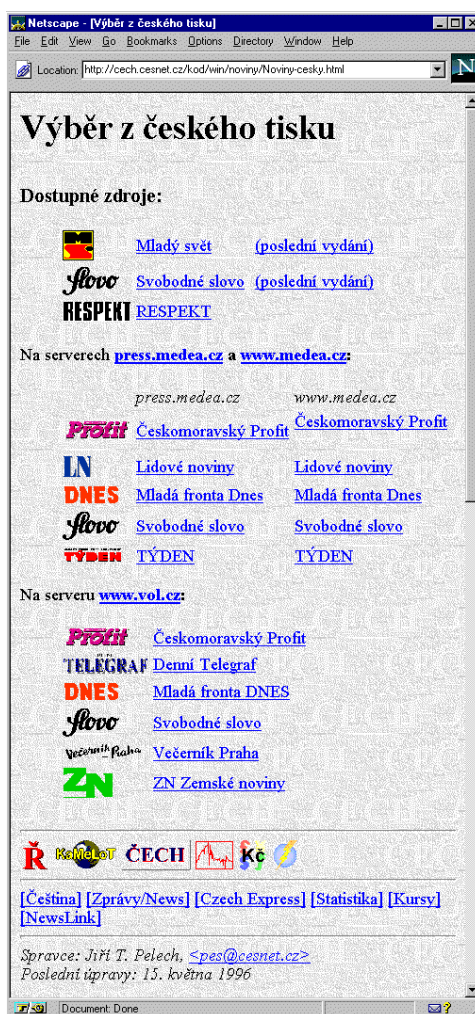 Netscape - [Výběr z českého tisku]
File Edit View Go Bookmarks Options Directory Window Help
Location: http://cech.cesnet.cz/kod/win/noviny/Noviny-cesky.html
N
Výběr z českého tisku
Dostupné zdroje:
Mladý svět (poslední vydání)
Slovo Svobodné slovo (poslední vydání)
RESPEKT RESPEKT
Na serverech press.medea.cz a www.medea.cz:
press.medea.cz www.medea.cz
Profit Českomoravský Profit Českomoravský Profit
LN Lidové noviny Lidové noviny
DNES Mladá fronta Dnes Mladá fronta Dnes
Slovo Svobodné slovo Svobodné slovo
TÝDEN TÝDEN TÝDEN
Na serveru www.vol.cz:
Profit Českomoravský Profit
TELEGRAF Denní Telegraf
DNES Mladá fronta DNES
Slovo Svobodné slovo
Večerník Praha Večerník Praha
ZN ZN Zemské noviny
Ř KaMeLoT ČECH Kč
[Čeština] [Zprávy/News] [Czech Express] [Statistika] [Kursy]
[NewsLink]
Spravce: Jiří T. Pelech, <pes@cesnet.cz>
Poslední úpravy: 15. května 1996
Document: Done